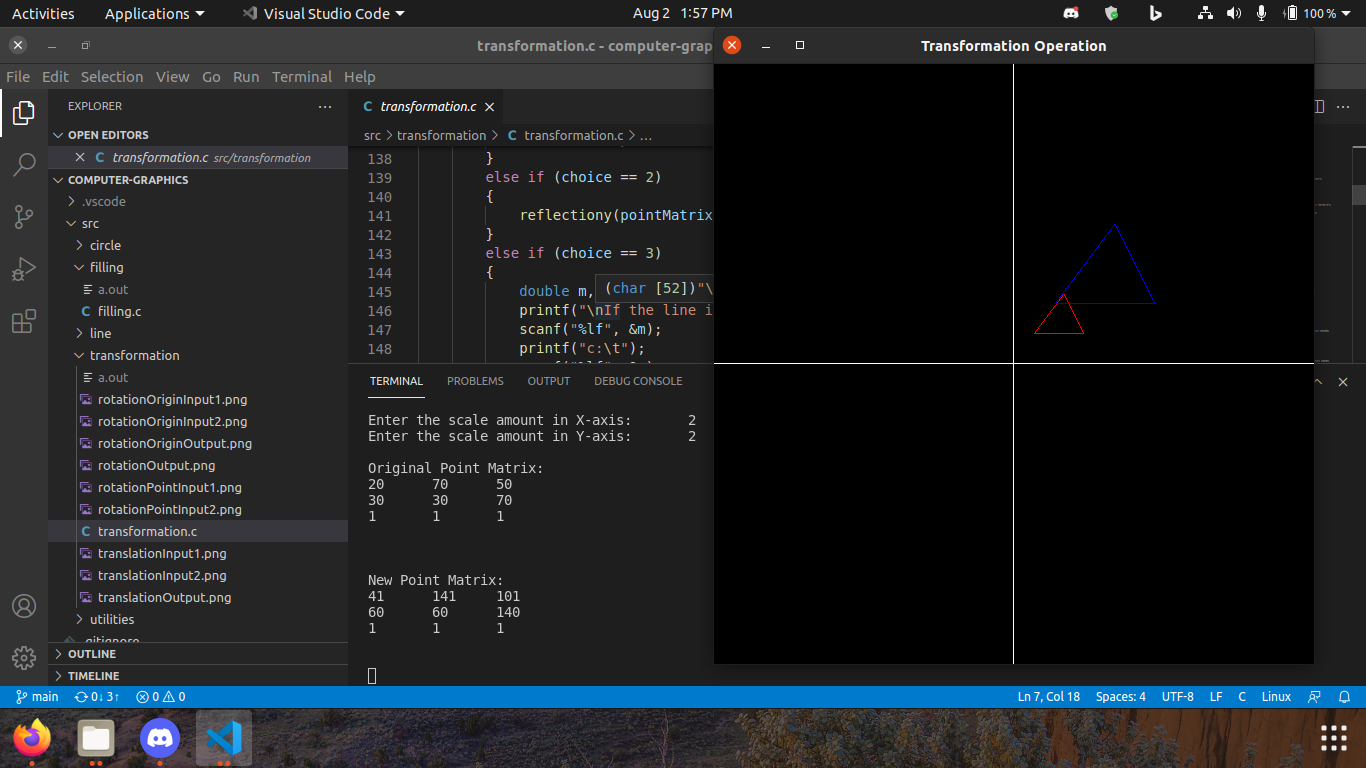 Activities Applications Visual Studio Code Aug 2 1:57 PM 100 %
transformation.c - computer-grap
Transformation Operation
File Edit Selection View Go Run Terminal Help
EXPLORER
OPEN EDITORS
transformation.c src/transformation
COMPUTER-GRAPHICS
.vscode
src
circle
filling
a.out
filling.c
line
transformation
a.out
rotationOriginInput1.png
rotationOriginInput2.png
rotationOriginOutput.png
rotationOutput.png
rotationPointInput1.png
rotationPointInput2.png
transformation.c
translationInput1.png
translationInput2.png
translationOutput.png
utilities
.gitignore
OUTLINE
TIMELINE
transformation.c
src > transformation > C transformation.c > ...
138 }
139 else if (choice == 2)
140 {
141 reflectiony(pointMatrix
142 }
143 else if (choice == 3)
144 {
145 double m,
(char [52])"\
146 printf("\nIf the line i
147 scanf("%lf", &m);
148 printf("c:\t");
TERMINAL PROBLEMS OUTPUT DEBUG CONSOLE
Enter the scale amount in X-axis: 2
Enter the scale amount in Y-axis: 2
Original Point Matrix:
20 70 50
30 30 70
1 1 1
New Point Matrix:
41 141 101
60 60 140
1 1 1
main 0↓ 3↑ 0 0 Ln 7, Col 18 Spaces: 4 UTF-8 LF C Linux